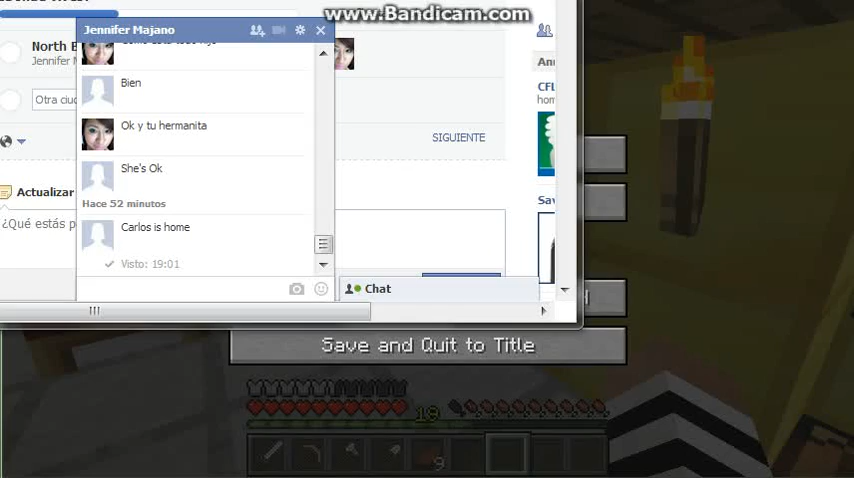 www.Bandicam.com
Jennifer Majano
North B
Jennifer M
Bien
Otra ciud
Ok y tu hermanita
SIGUIENTE
She's Ok
Actualizar
Hace 52 minutos
¿Qué estás p
Carlos is home
Visto: 19:01
Chat
An
CFL
hom
Sav
Save and Quit to Title
19
9